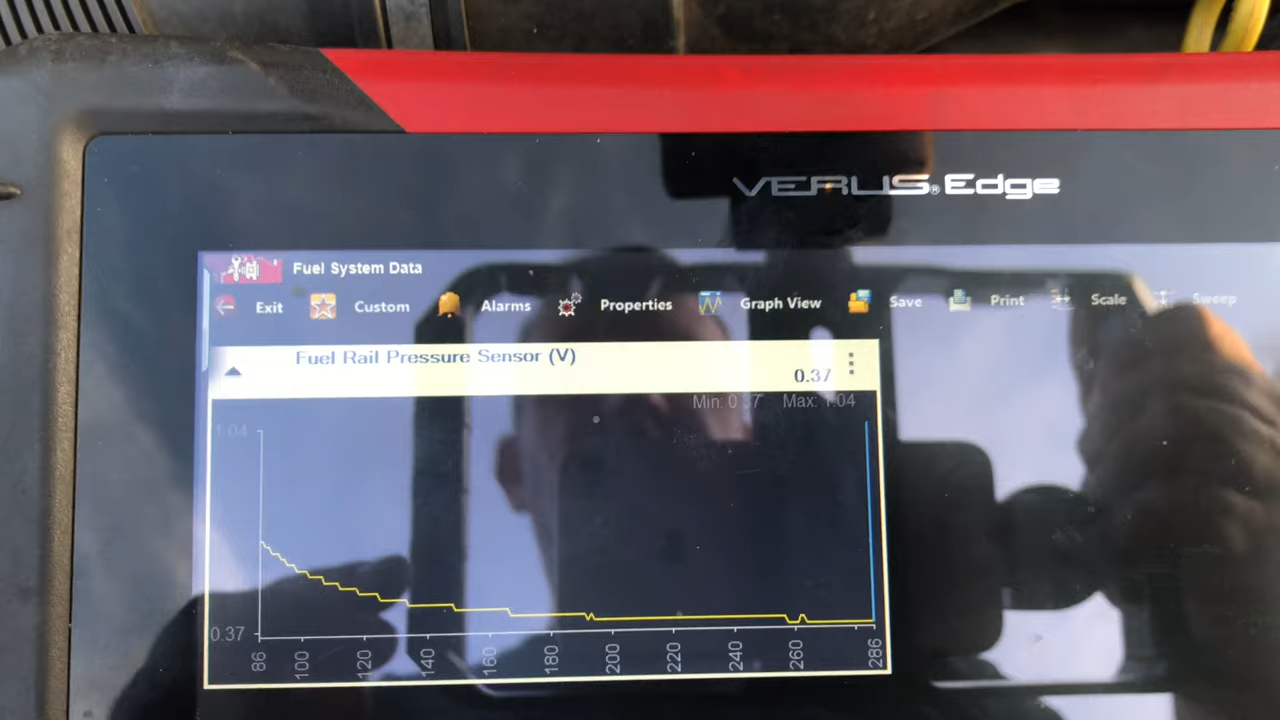 VERUS® Edge
Fuel System Data
Exit Custom Alarms Properties Graph View Save Print Scale Sweep
Fuel Rail Pressure Sensor (V)
0.37
Min: 0.37 Max: 1.04
1.04
0.37
86 100 120 140 160 180 200 220 240 260 286